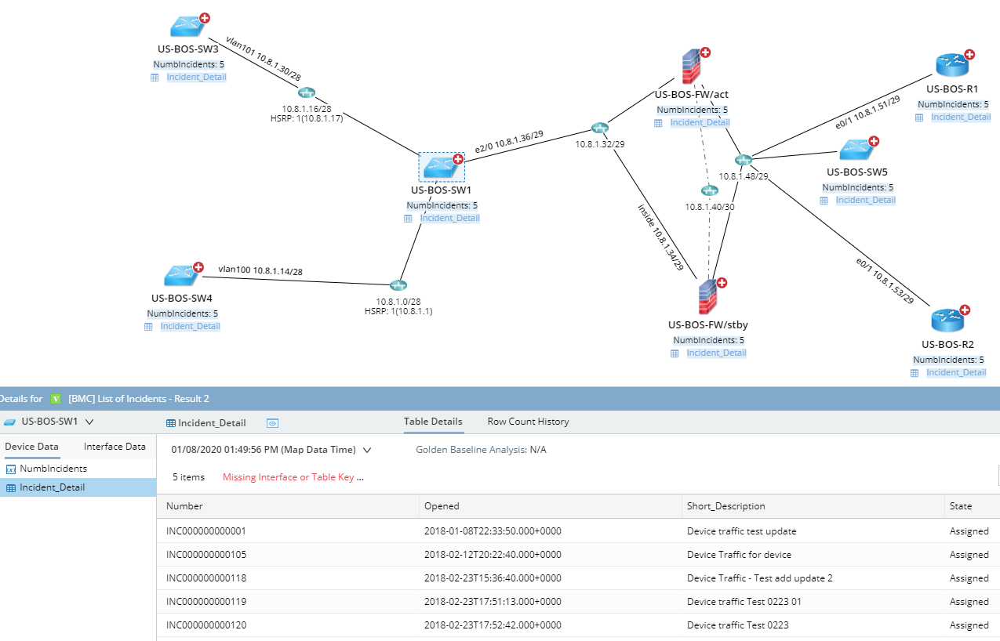 US-BOS-SW3
NumbIncidents: 5
Incident_Detail
vlan101 10.8.1.30/28
10.8.1.16/28
HSRP: 1(10.8.1.17)
US-BOS-SW1
NumbIncidents: 5
Incident_Detail
e2/0 10.8.1.36/29
10.8.1.32/29
US-BOS-FW/act
NumbIncidents: 5
Incident_Detail
US-BOS-R1
NumbIncidents: 5
Incident_Detail
e0/1 10.8.1.51/29
US-BOS-SW5
NumbIncidents: 5
Incident_Detail
10.8.1.48/29
10.8.1.40/30
inside 10.8.1.34/29
e0/1 10.8.1.53/29
US-BOS-SW4
NumbIncidents: 5
Incident_Detail
vlan100 10.8.1.14/28
10.8.1.0/28
HSRP: 1(10.8.1.1)
US-BOS-FW/stby
NumbIncidents: 5
Incident_Detail
US-BOS-R2
NumbIncidents: 5
Incident_Detail
Details for V [BMC] List of Incidents - Result 2
US-BOS-SW1
Incident_Detail
Table Details
Row Count History
Device Data
Interface Data
NumbIncidents
Incident_Detail
01/08/2020 01:49:56 PM (Map Data Time)
Golden Baseline Analysis: N/A
5 items
Missing Interface or Table Key ...
Number Opened Short_Description State
INC000000000001 2018-01-08T22:33:50.000+0000 Device traffic test update Assigned
INC000000000105 2018-02-12T20:22:40.000+0000 Device Traffic for device Assigned
INC000000000118 2018-02-23T15:36:40.000+0000 Device Traffic - Test add update 2 Assigned
INC000000000119 2018-02-23T17:51:13.000+0000 Device traffic Test 0223 01 Assigned
INC000000000120 2018-02-23T17:52:42.000+0000 Device traffic Test 0223 Assigned